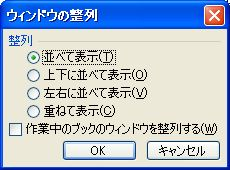 ウィンドウの整列
整列
並べて表示(T)
上下に並べて表示(O)
左右に並べて表示(V)
重ねて表示(C)
作業中のブックのウィンドウを整列する(W)
OK キャンセル